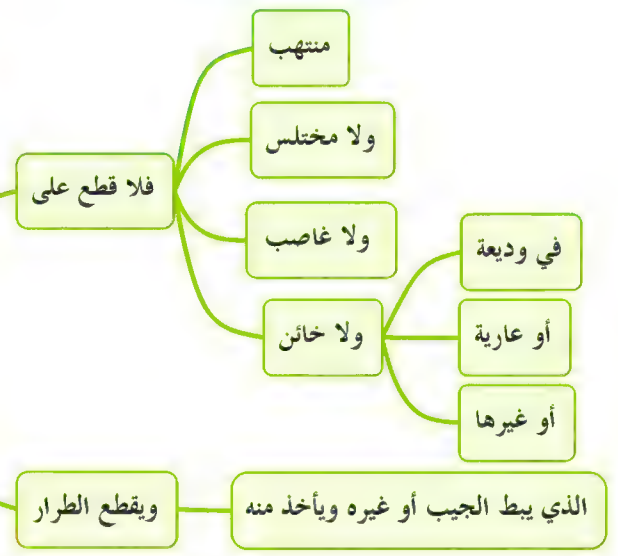 فلا قطع على
منتهب
ولا مختلس
ولا غاصب
ولا خائن
في وديعة
أو عارية
أو غيرها
ويقطع الطرار
الذي يبط الجيب أو غيره ويأخذ منه